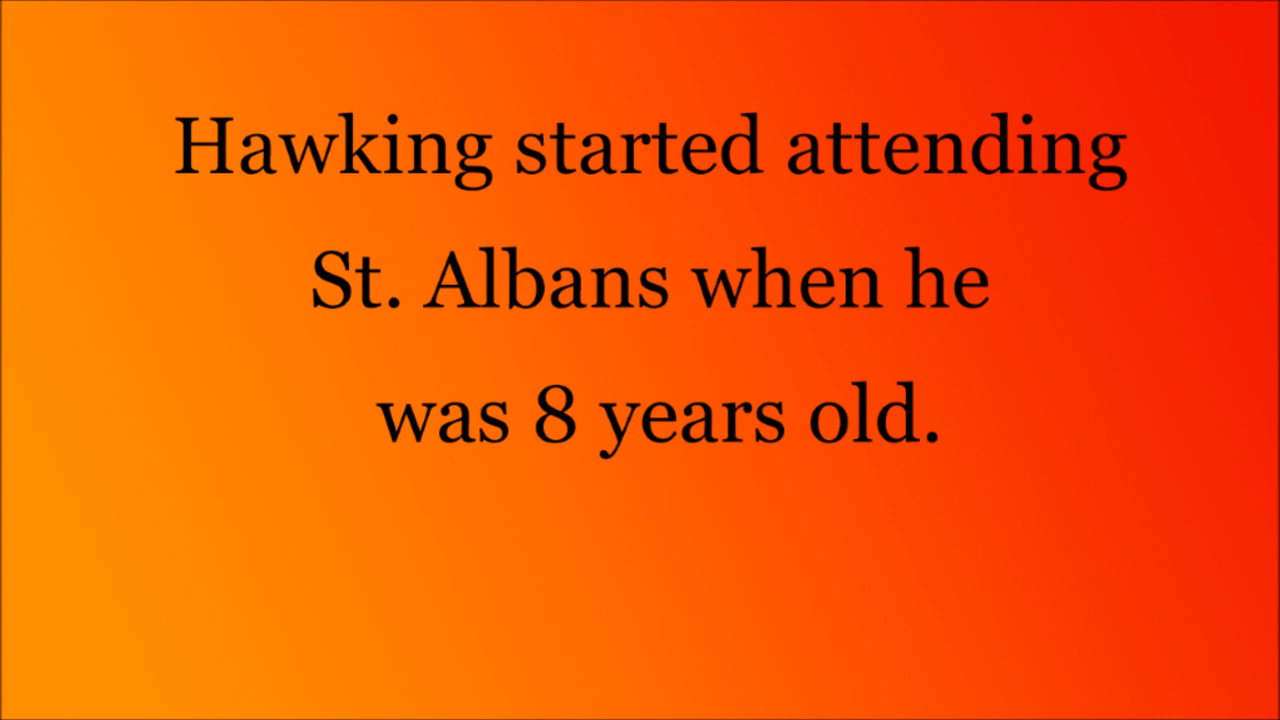 Hawking started attending
St. Albans when he
was 8 years old.